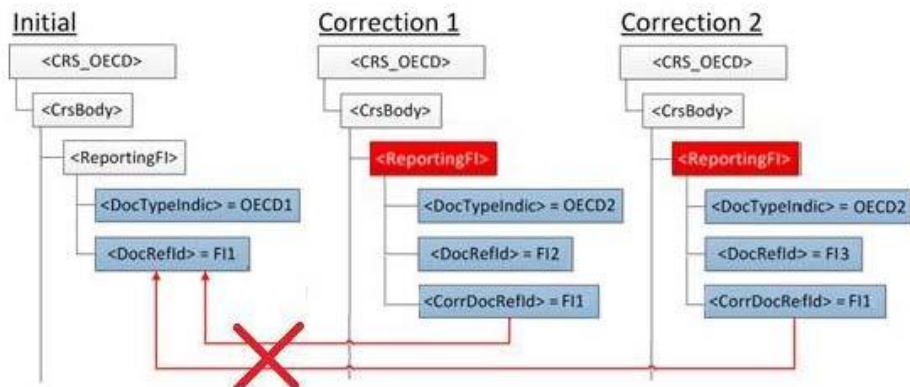 Initial
<CRS_OECD>
<CrsBody>
<ReportingFI>
<DocTypeIndic> = OECD1
<DocRefId> = FI1
Correction 1
<CRS_OECD>
<CrsBody>
<ReportingFI>
<DocTypeIndic> = OECD2
<DocRefId> = FI2
<CorrDocRefId> = FI1
Correction 2
<CRS_OECD>
<CrsBody>
<ReportingFI>
<DocTypeIndic> = OECD2
<DocRefId> = FI3
<CorrDocRefId> = FI1